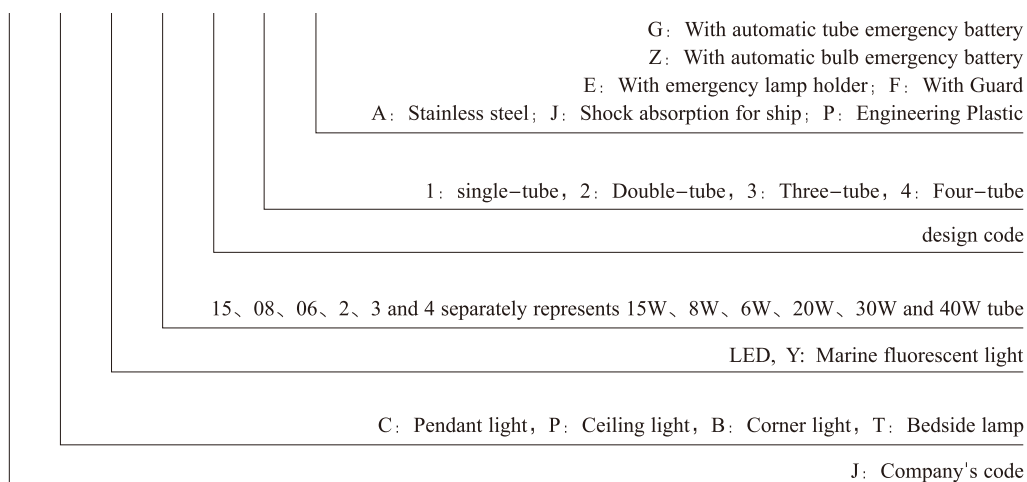 G： With automatic tube emergency battery
Z： With automatic bulb emergency battery
E： With emergency lamp holder； F： With Guard
A： Stainless steel； J： Shock absorption for ship； P： Engineering Plastic
1： single−tube，2： Double−tube，3： Three−tube，4： Four−tube
design code
15、08、06、2、3 and 4 separately represents 15W、8W、6W、20W、30W and 40W tube
LED, Y: Marine fluorescent light
C： Pendant light，P： Ceiling light，B： Corner light，T： Bedside lamp
J： Company's code